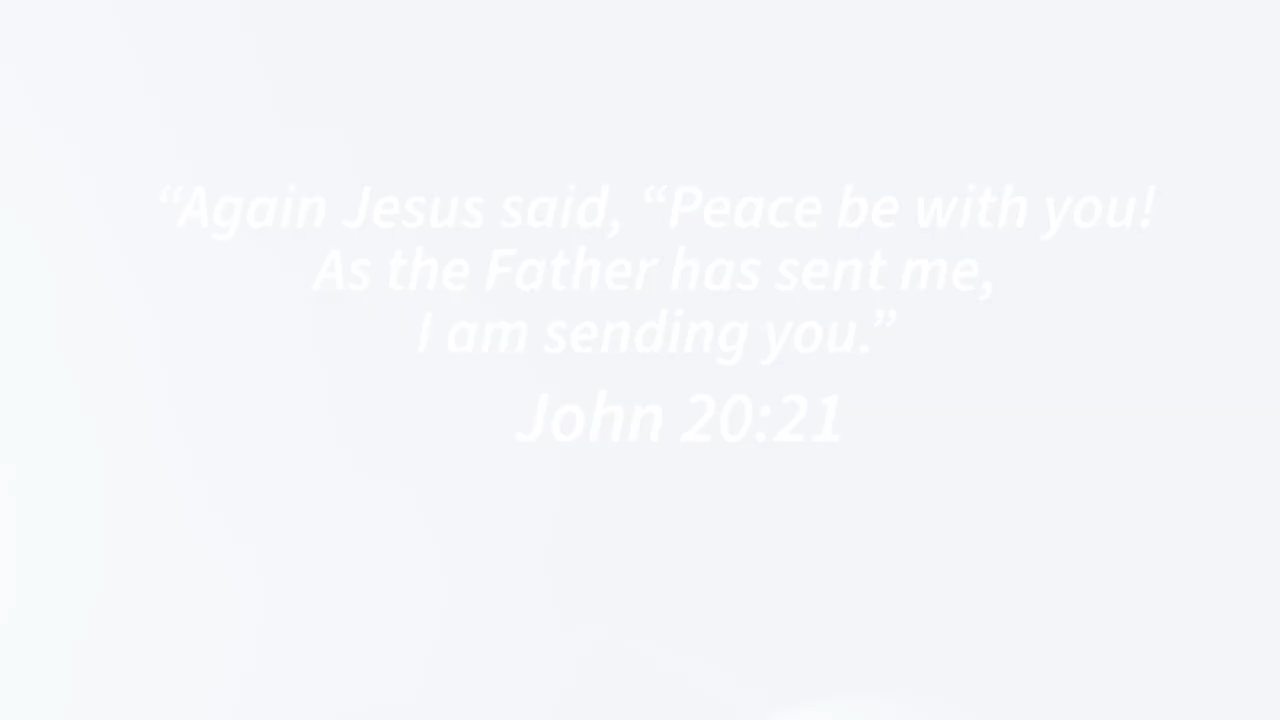 “Again Jesus said, “Peace be with you!
As the Father has sent me,
I am sending you.”
John 20:21